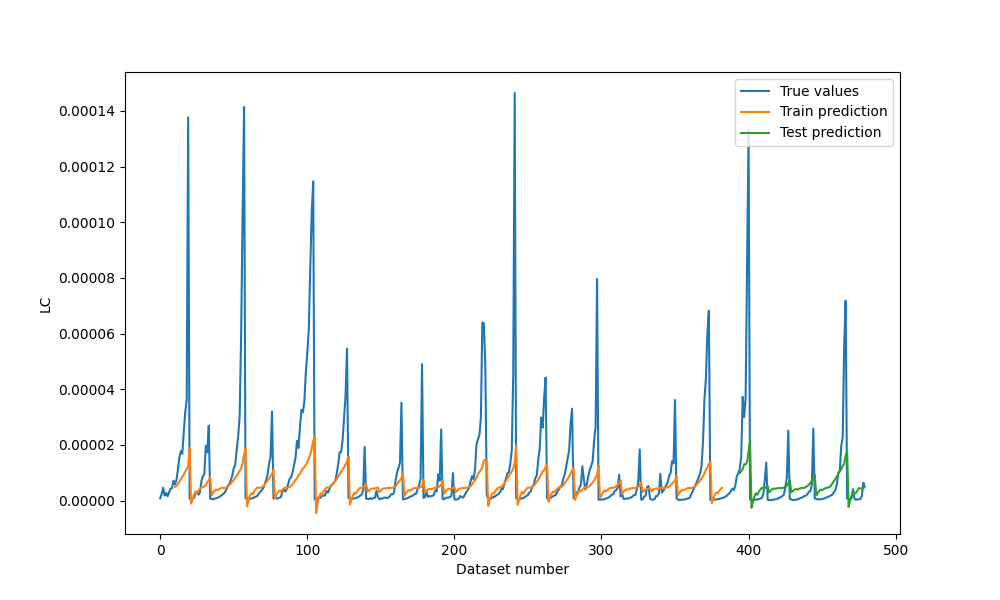 True values
Train prediction
Test prediction
0.00014
0.00012
0.00010
0.00008
0.00006
0.00004
0.00002
0.00000
LC
0 100 200 300 400 500
Dataset number